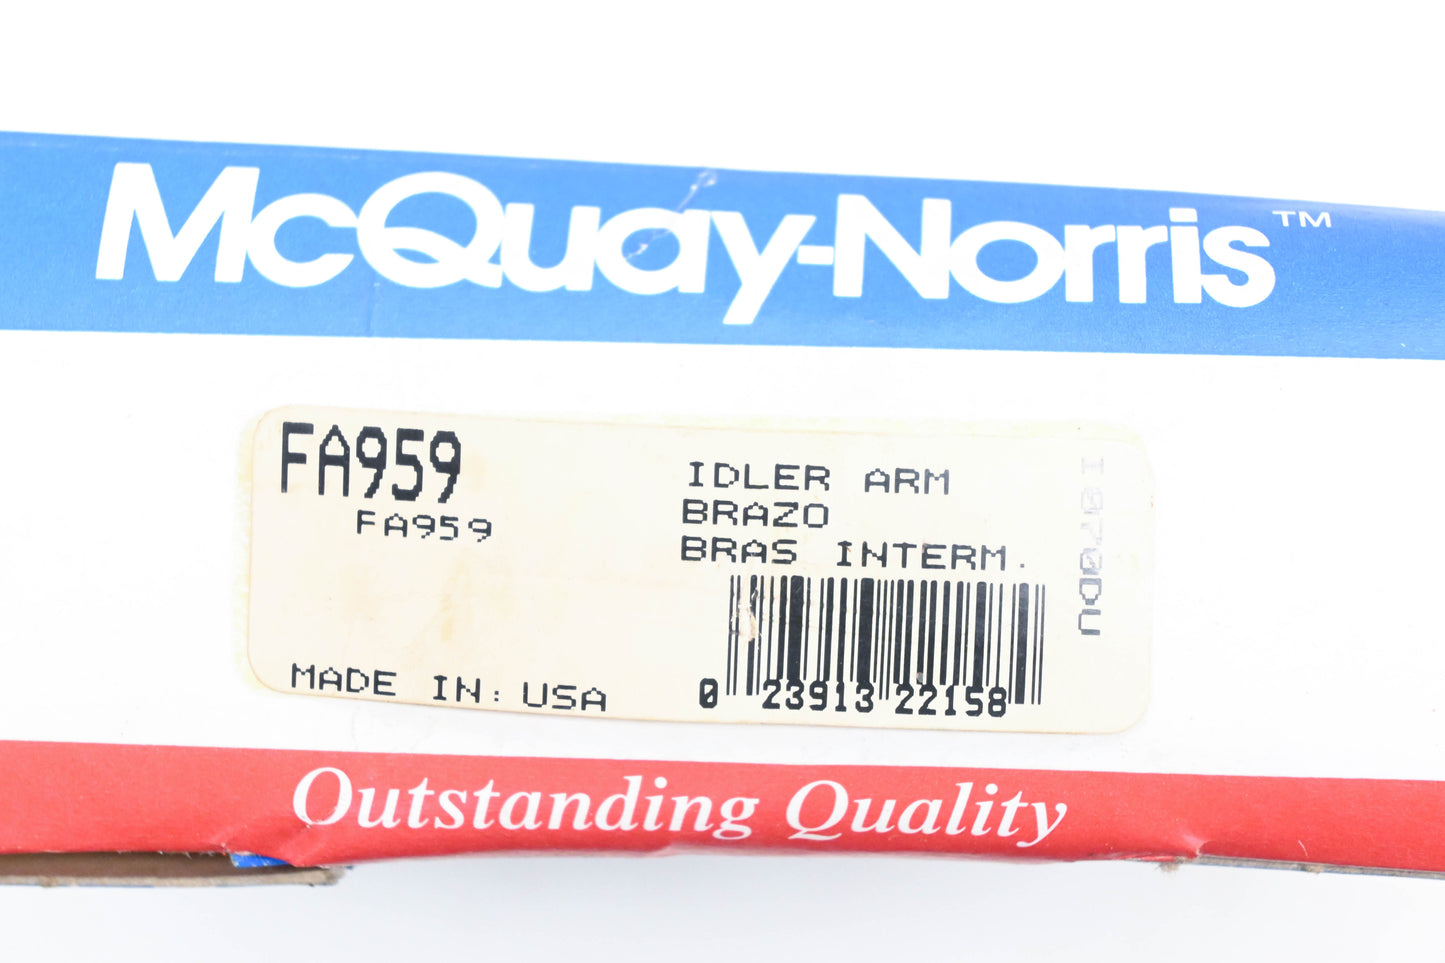 McQuay-Norris™
FA959
FA959
IDLER ARM
BRAZO
BRAS INTERM.
MADE IN: USA
0 23913 22158
Outstanding Quality